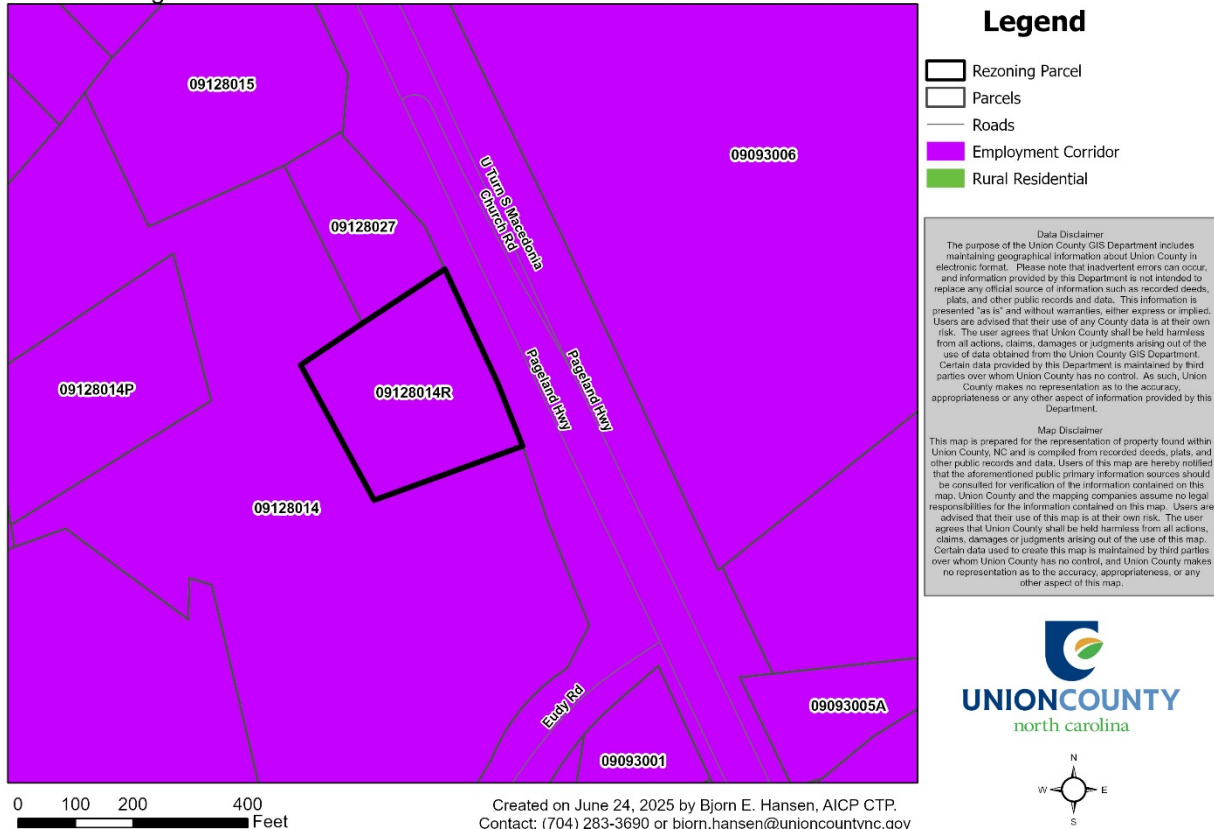 Legend
Rezoning Parcel
Parcels
Roads
Employment Corridor
Rural Residential
09128015
09093006
U Turn S Macedonia
Church Rd
09128027
09128014P
09128014R
Pageland Hwy
Pageland Hwy
09128014
Eudy Rd
09093005A
09093001
Data Disclaimer
The purpose of the Union County GIS Department includes
maintaining geographical information about Union County in
electronic format. Please note that inadvertent errors can occur,
and information provided by this Department is not intended to
replace any official source of information such as recorded deeds,
plats, and other public records and data. This information is
presented "as is" and without warranties, either express or implied.
Users are advised that their use of any County data is at their own
risk. The user agrees that Union County shall be held harmless
from all actions, claims, damages or judgments arising out of the
use of data obtained from the Union County GIS Department.
Certain data provided by this Department is maintained by third
parties over whom Union County has no control. As such, Union
County makes no representation as to the accuracy,
appropriateness or any other aspect of information provided by this
Department.
Map Disclaimer
This map is prepared for the representation of property found within
Union County, NC and is compiled from recorded deeds, plats, and
other public records and data. Users of this map are hereby notified
that the aforementioned public primary information sources should
be consulted for verification of the information contained on this
map. Union County and the mapping companies assume no legal
responsibilities for the information contained on this map. Users are
advised that their use of this map is at their own risk. The user
agrees that Union County shall be held harmless from all actions,
claims, damages or judgments arising out of the use of this map.
Certain data used to create this map is maintained by third parties
over whom Union County has no control, and Union County makes
no representation as to the accuracy, appropriateness, or any
other aspect of this map.
UNIONCOUNTY
north carolina
N
W E
S
0 100 200 400
Feet
Created on June 24, 2025 by Bjorn E. Hansen, AICP CTP.
Contact: (704) 283-3690 or bjorn.hansen@unioncountync.gov